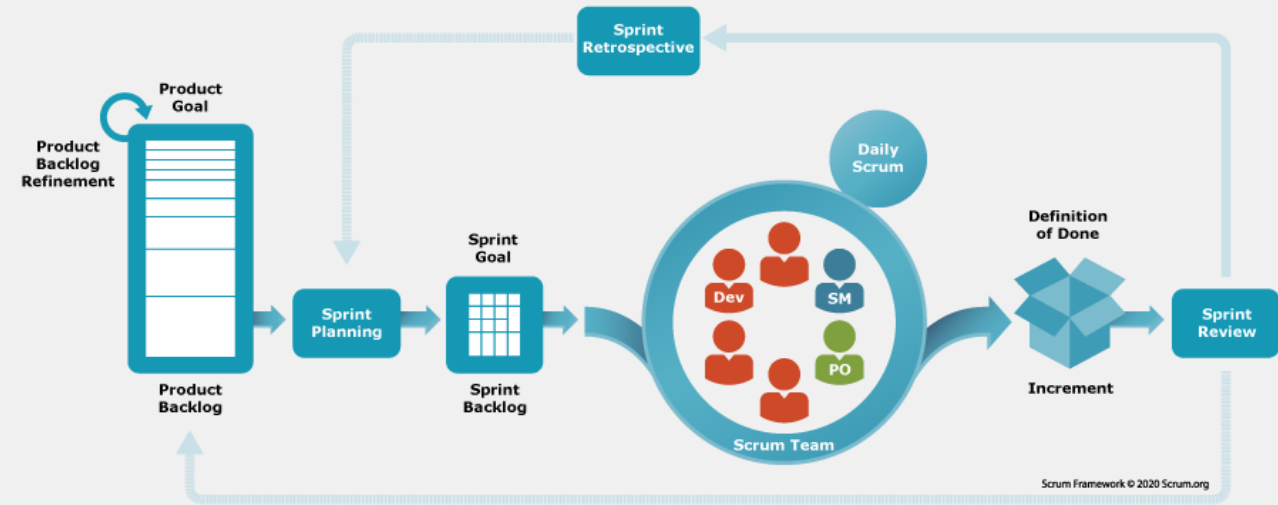 Sprint
Retrospective
Product
Goal
Product
Backlog
Refinement
Daily
Scrum
Definition
of Done
Sprint
Goal
Dev
SM
Sprint
Planning
Sprint
Review
PO
Product
Backlog
Sprint
Backlog
Increment
Scrum Team
Scrum Framework © 2020 Scrum.org